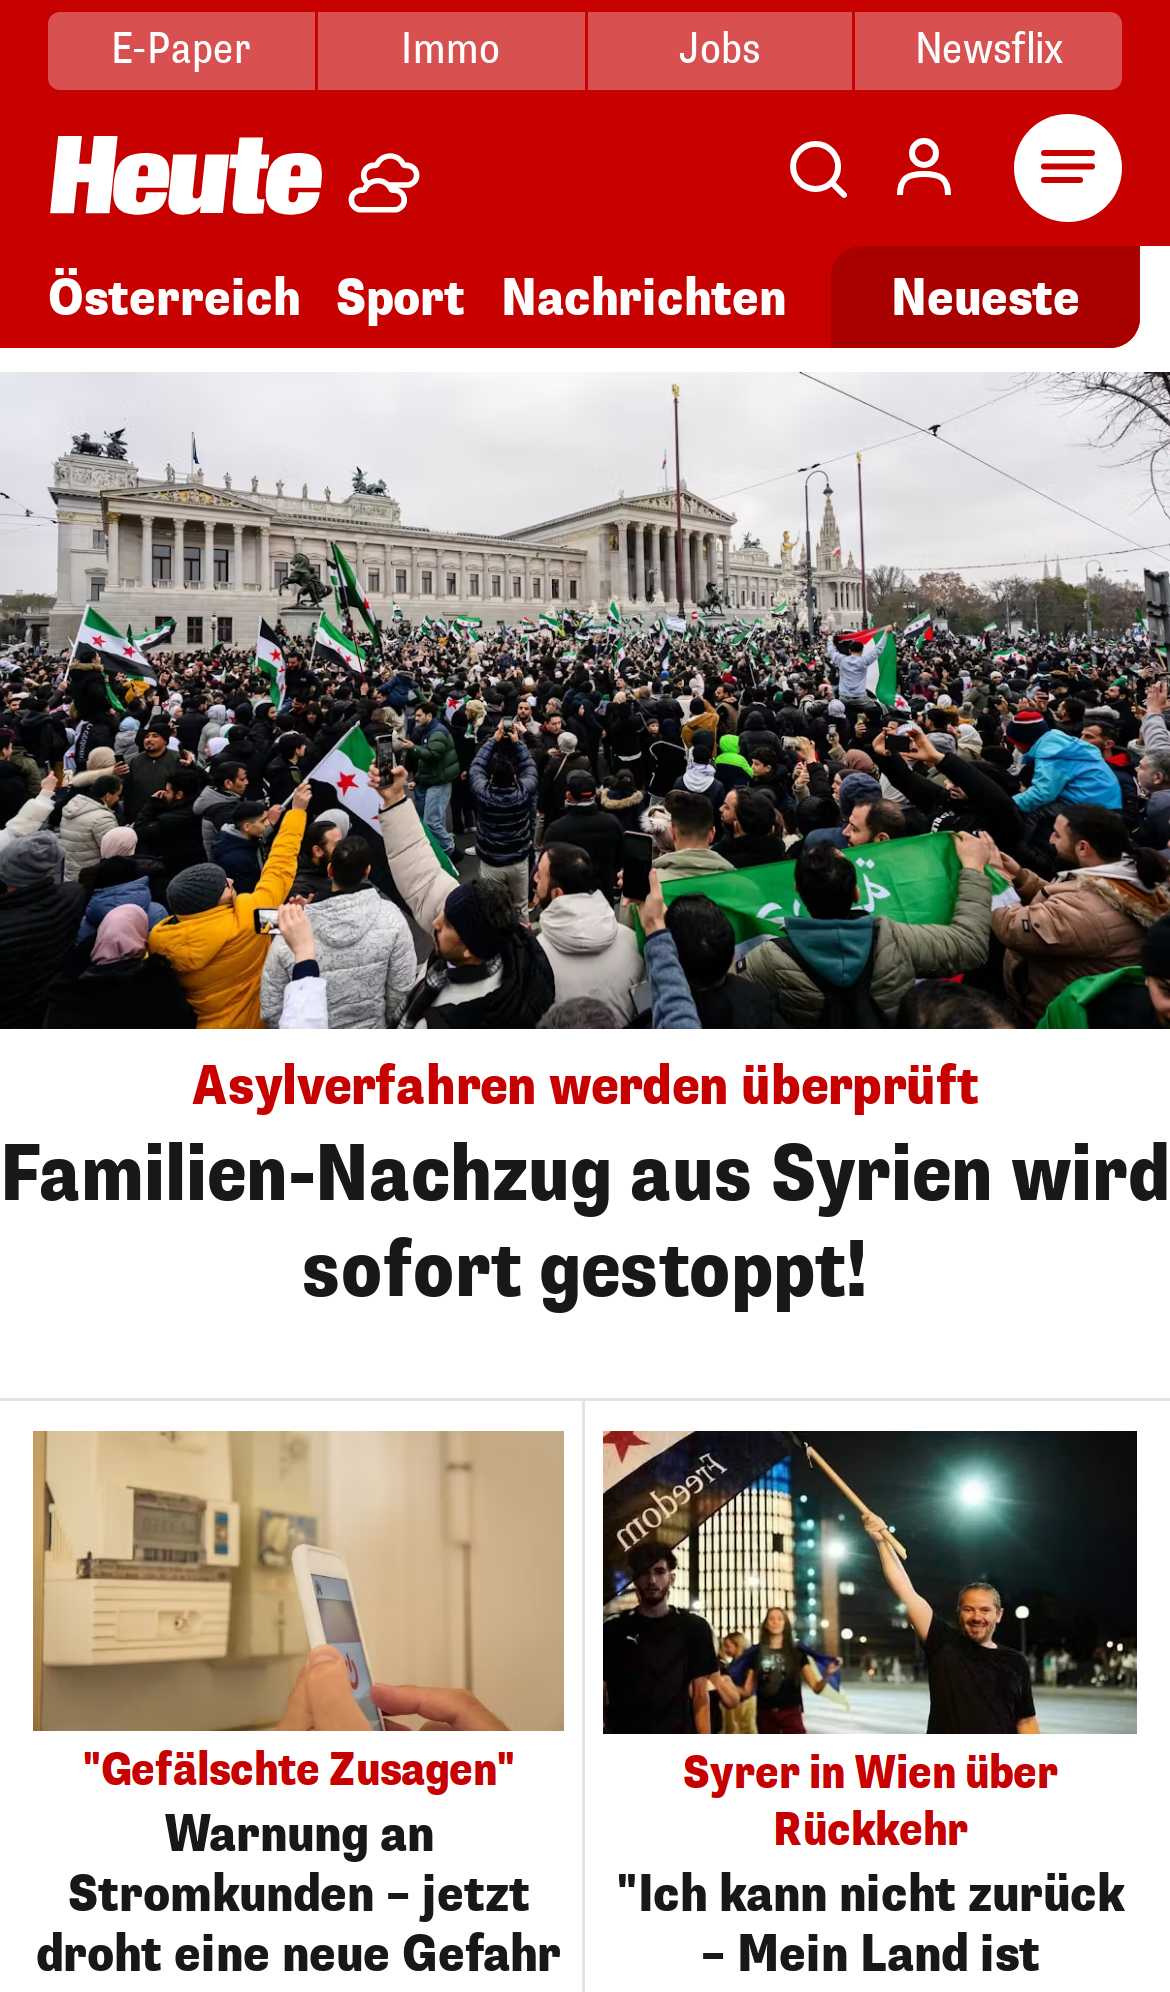 E-Paper
Immo
Jobs
Newsflix
Heute
Österreich
Sport
Nachrichten
Neueste
Asylverfahren werden überprüft
Familien-Nachzug aus Syrien wird
sofort gestoppt!
Freedom
"Gefälschte Zusagen"
Warnung an
Stromkunden – jetzt
droht eine neue Gefahr
Syrer in Wien über
Rückkehr
"Ich kann nicht zurück
– Mein Land ist